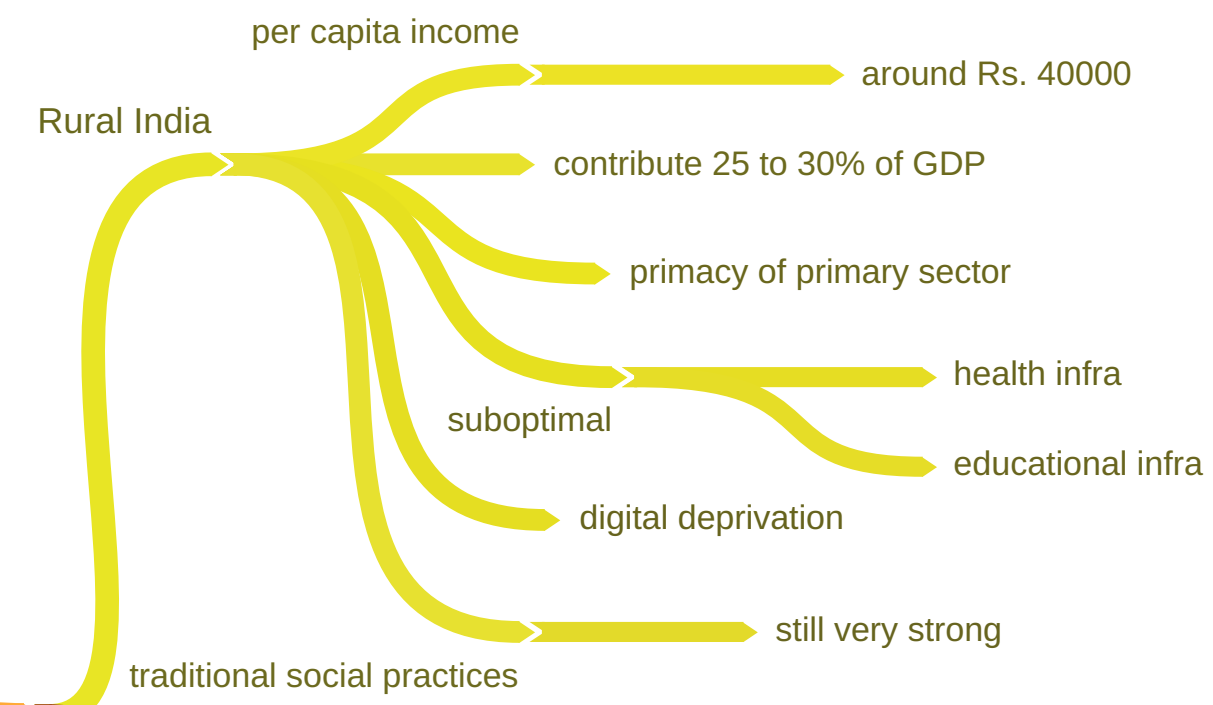 per capita income
around Rs. 40000
Rural India
contribute 25 to 30% of GDP
primacy of primary sector
health infra
suboptimal
educational infra
digital deprivation
still very strong
traditional social practices